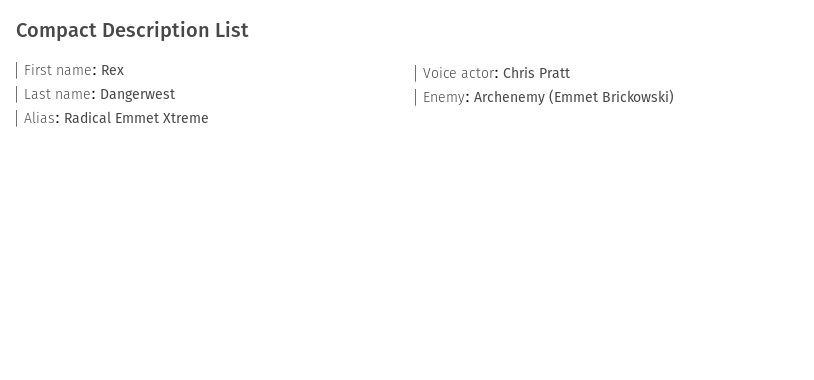 Compact Description List
First name: Rex
Last name: Dangerwest
Alias: Radical Emmet Xtreme
Voice actor: Chris Pratt
Enemy: Archenemy (Emmet Brickowski)